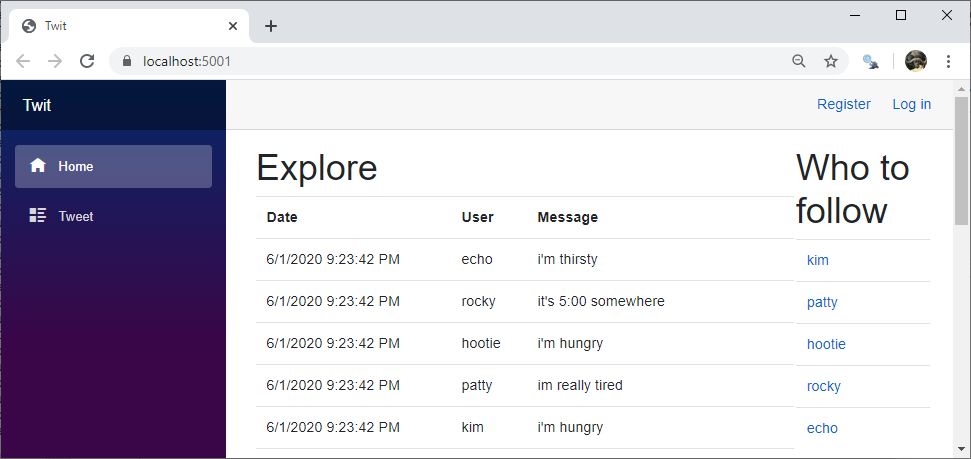 Twit
localhost:5001
Twit
Register Log in
Home
Tweet
Explore
Date User Message
6/1/2020 9:23:42 PM echo i'm thirsty
6/1/2020 9:23:42 PM rocky it's 5:00 somewhere
6/1/2020 9:23:42 PM hootie i'm hungry
6/1/2020 9:23:42 PM patty im really tired
6/1/2020 9:23:42 PM kim i'm hungry
Who to
follow
kim
patty
hootie
rocky
echo